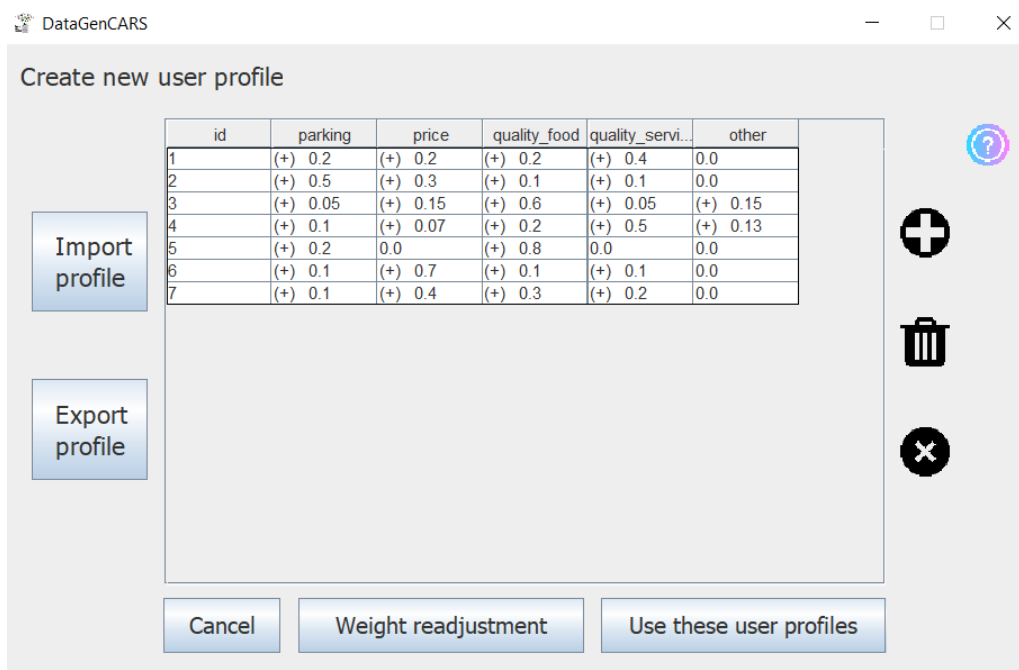 DataGenCARS
Create new user profile
id parking price quality_food quality_servi... other
1 (+) 0.2 (+) 0.2 (+) 0.2 (+) 0.4 0.0
2 (+) 0.5 (+) 0.3 (+) 0.1 (+) 0.1 0.0
3 (+) 0.05 (+) 0.15 (+) 0.6 (+) 0.05 (+) 0.15
4 (+) 0.1 (+) 0.07 (+) 0.2 (+) 0.5 (+) 0.13
5 (+) 0.2 0.0 (+) 0.8 0.0 0.0
6 (+) 0.1 (+) 0.7 (+) 0.1 (+) 0.1 0.0
7 (+) 0.1 (+) 0.4 (+) 0.3 (+) 0.2 0.0
?
Import
profile
Export
profile
Cancel Weight readjustment Use these user profiles